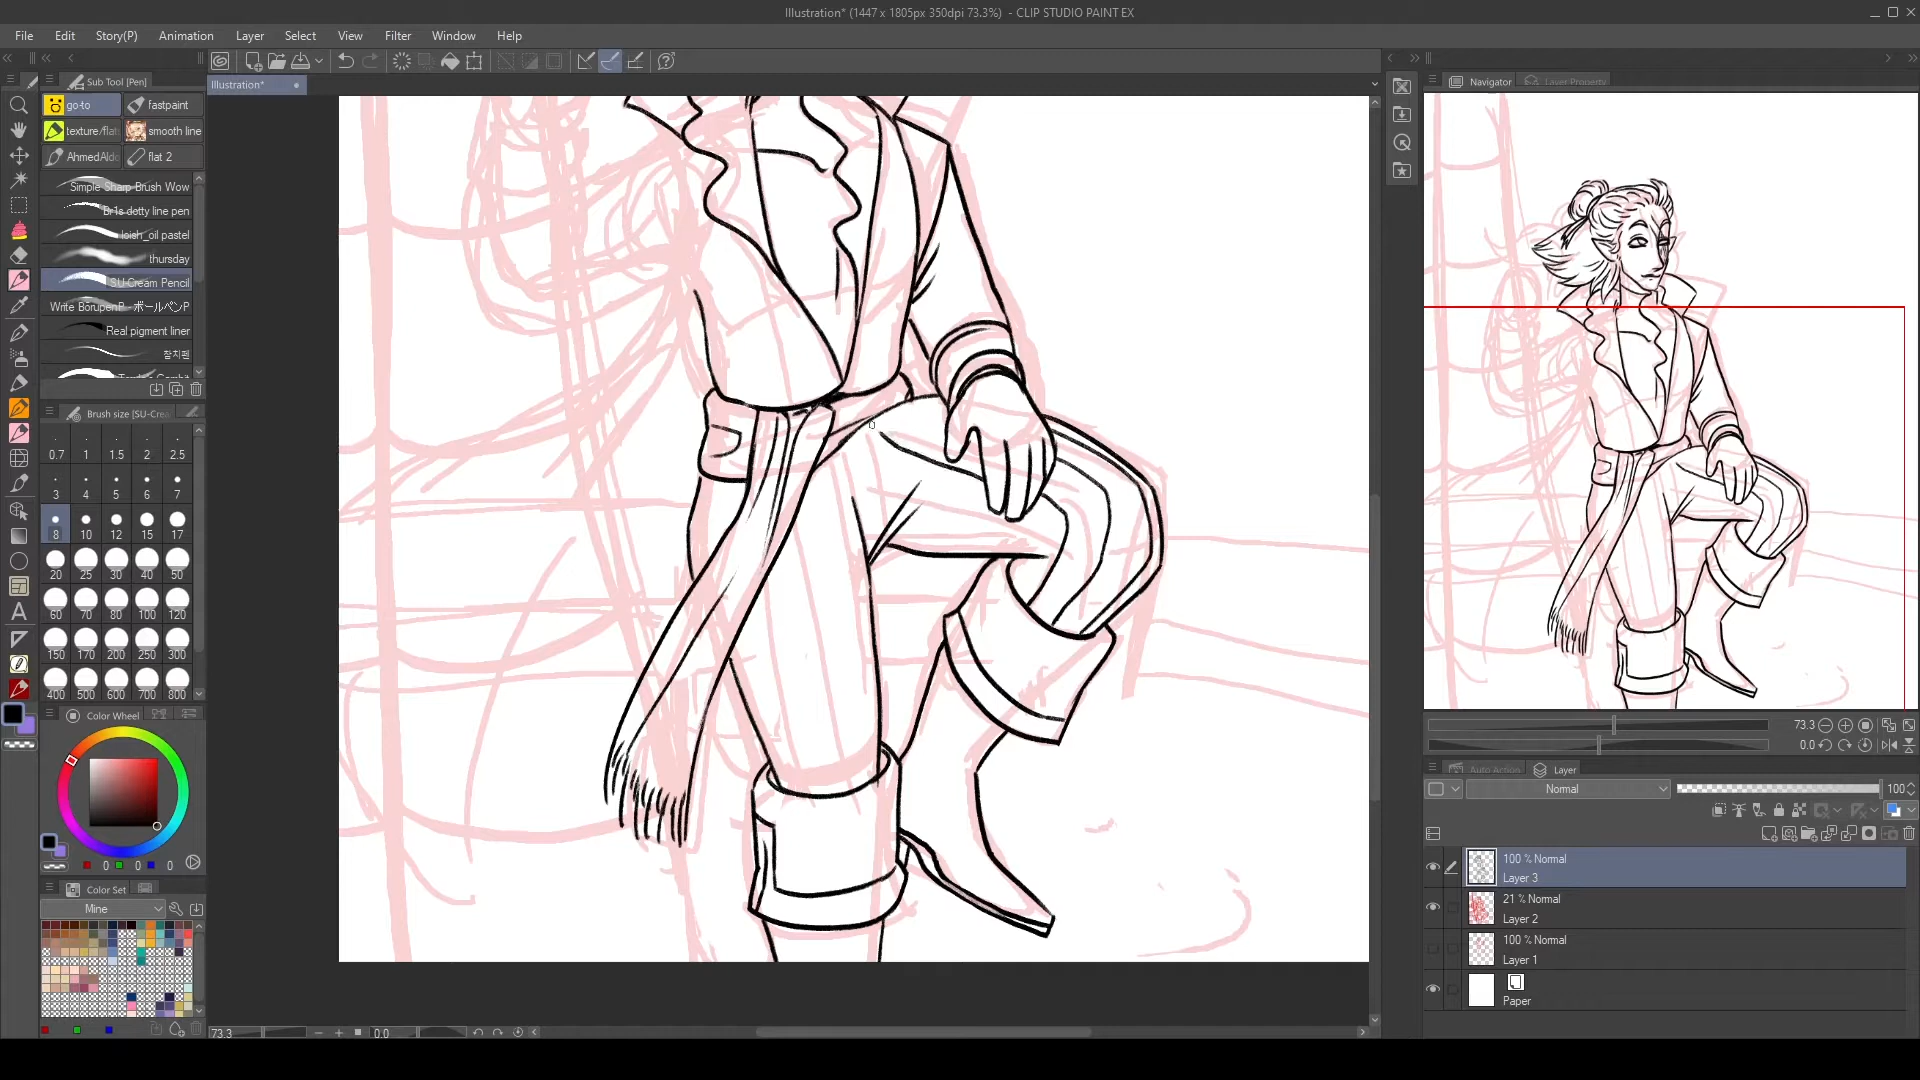 Illustration* (1447 x 1805px 350dpi 73.3%) - CLIP STUDIO PAINT EX
File Edit Story(P) Animation Layer Select View Filter Window Help
Sub Tool [Pen]
Illustration*
Navigator Layer Property
go-to fastpaint
texture/flat smooth line
AhmedAldo flat 2
Simple Sharp Brush Wow
Br1s dotty line pen
loish_oil pastel
thursday
SU-Cream Pencil
Write BorupenP -ボールペンP
Real pigment liner
참치펜
Brush size [SU-Crea
0.7 1 1.5 2 2.5
3 4 5 6 7
8 10 12 15 17
20 25 30 40 50
60 70 80 100 120
150 170 200 250 300
400 500 600 700 800
Color Wheel
0 0 0
Color Set
Mine
73.3 0.0
73.3
0.0
Auto Action Layer
Normal 100
100 % Normal
Layer 3
21 % Normal
Layer 2
100 % Normal
Layer 1
Paper